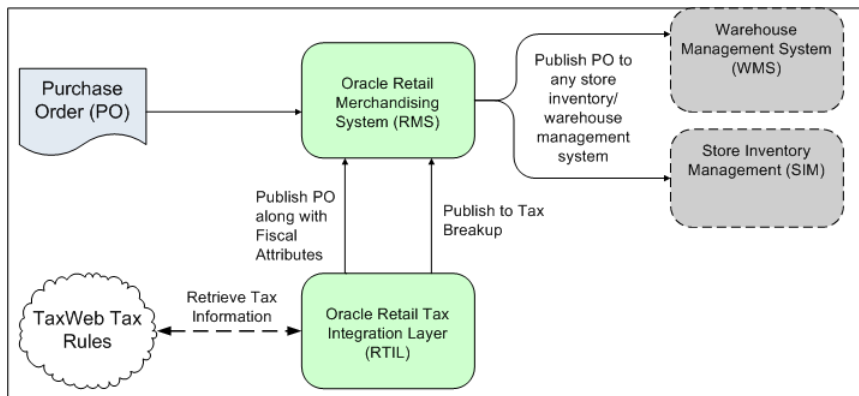 Purchase
Order (PO)
Oracle Retail
Merchandising
System (RMS)
Publish PO to
any store
inventory/
warehouse
management
system
Warehouse
Management System
(WMS)
Store Inventory
Management (SIM)
Publish PO
along with
Fiscal
Attributes
Publish to Tax
Breakup
TaxWeb Tax
Rules
Retrieve Tax
Information
Oracle Retail Tax
Integration Layer
(RTIL)